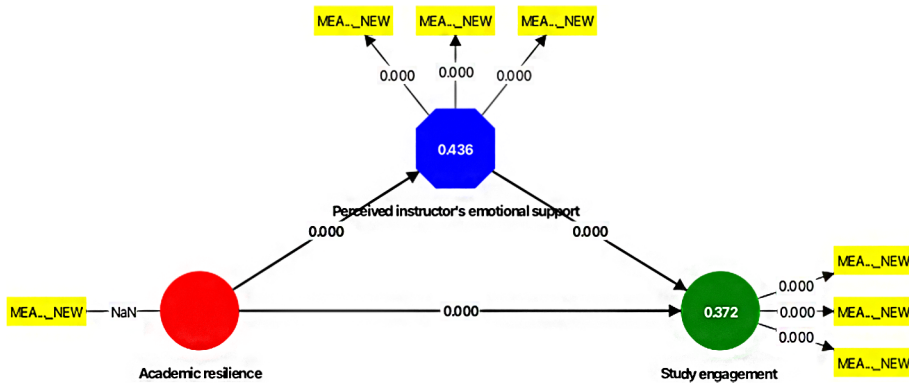 MEA..._NEW MEA..._NEW MEA..._NEW
0.000 0.000 0.000
0.436
Perceived instructor's emotional support
0.000 0.000
MEA..._NEW
0.000
MEA..._NEW NaN 0.000 0.372 0.000 MEA..._NEW
0.000
MEA..._NEW
Academic resilience Study engagement